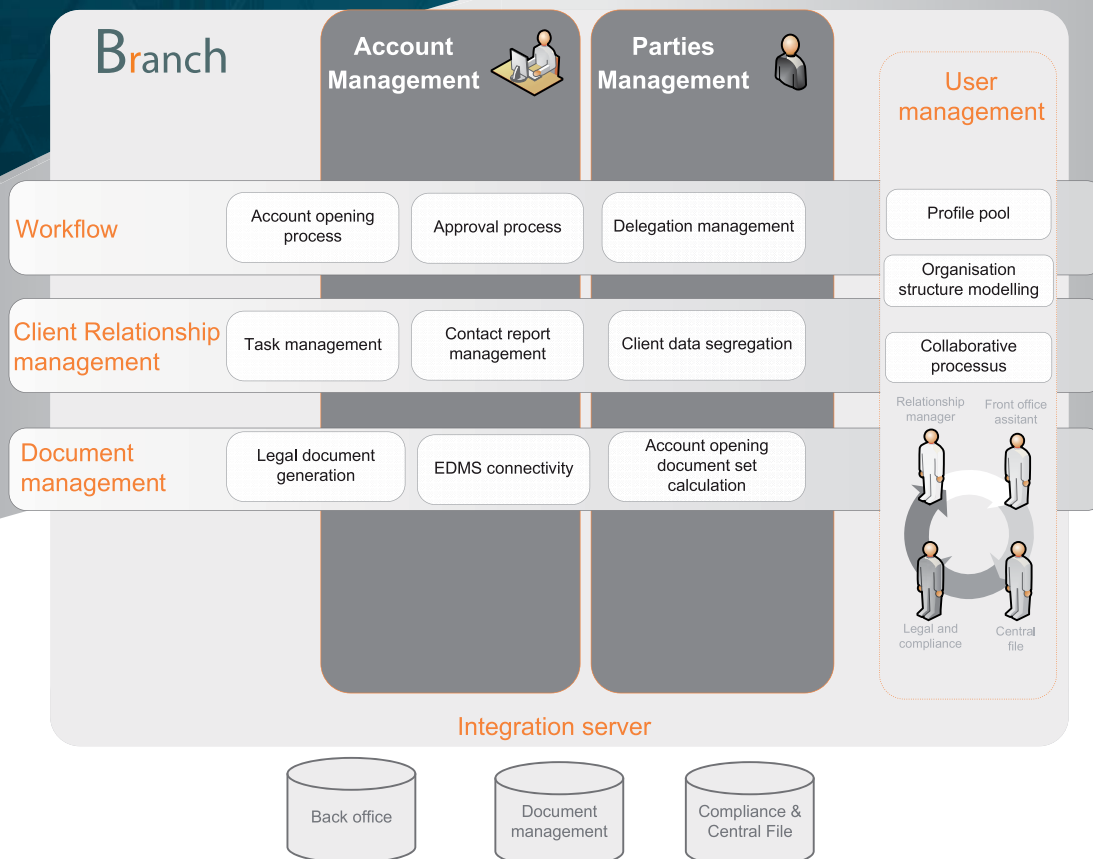 Branch
Account
Management
Parties
Management
User
management
Workflow
Account opening
process
Approval process
Delegation management
Profile pool
Organisation
structure modelling
Client Relationship
management
Task management
Contact report
management
Client data segregation
Collaborative
processus
Relationship
manager
Front office
assitant
Document
management
Legal document
generation
EDMS connectivity
Account opening
document set
calculation
Legal and
compliance
Central
file
Integration server
Back office
Document
management
Compliance &
Central File